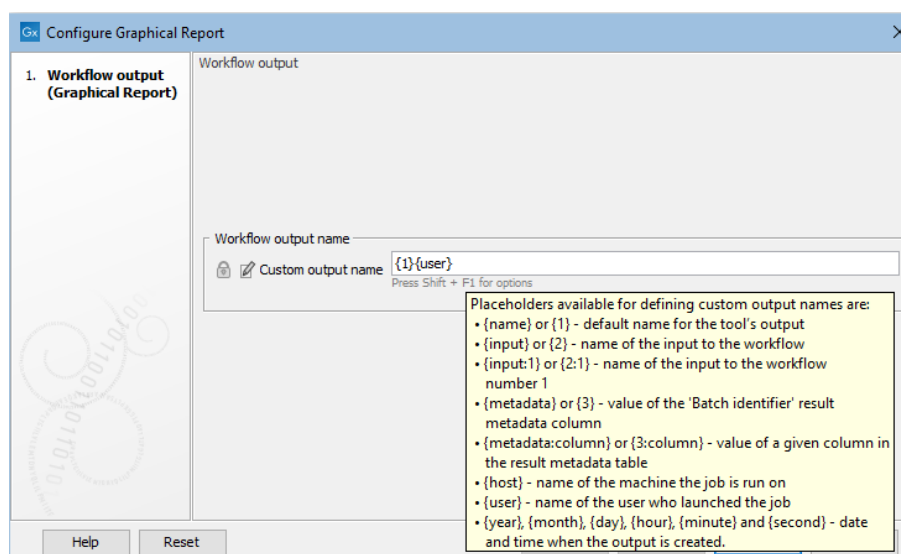 Gx Configure Graphical Report
1. Workflow output
(Graphical Report)
Workflow output
Workflow output name
Custom output name {1}{user}
Press Shift + F1 for options
Placeholders available for defining custom output names are:
• {name} or {1} - default name for the tool's output
• {input} or {2} - name of the input to the workflow
• {input:1} or {2:1} - name of the input to the workflow
number 1
• {metadata} or {3} - value of the 'Batch identifier' result
metadata column
• {metadata:column} or {3:column} - value of a given column in
the result metadata table
• {host} - name of the machine the job is run on
• {user} - name of the user who launched the job
• {year}, {month}, {day}, {hour}, {minute} and {second} - date
and time when the output is created.
Help Reset